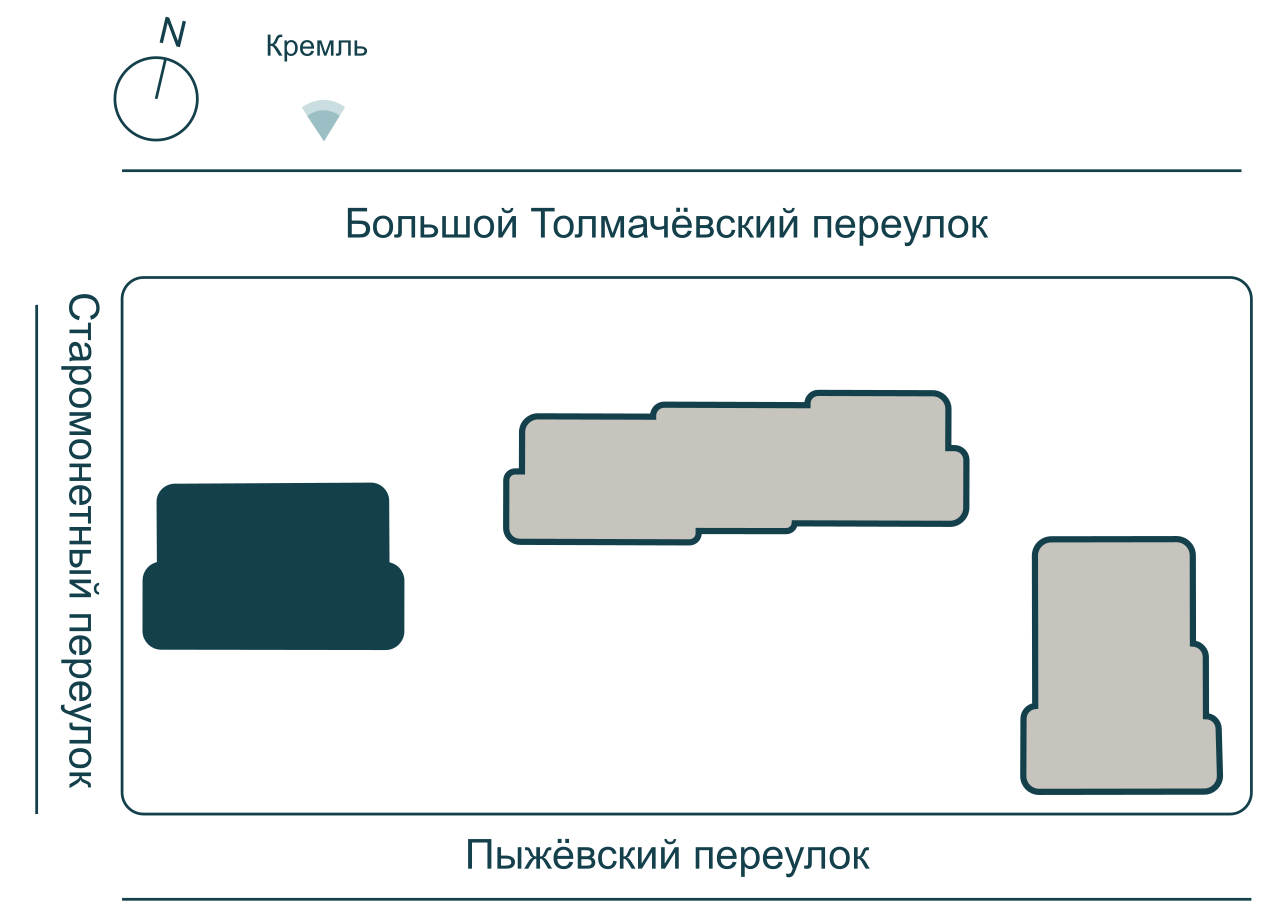 N
Кремль
Большой Толмачёвский переулок
Старомонетный переулок
Пыжёвский переулок